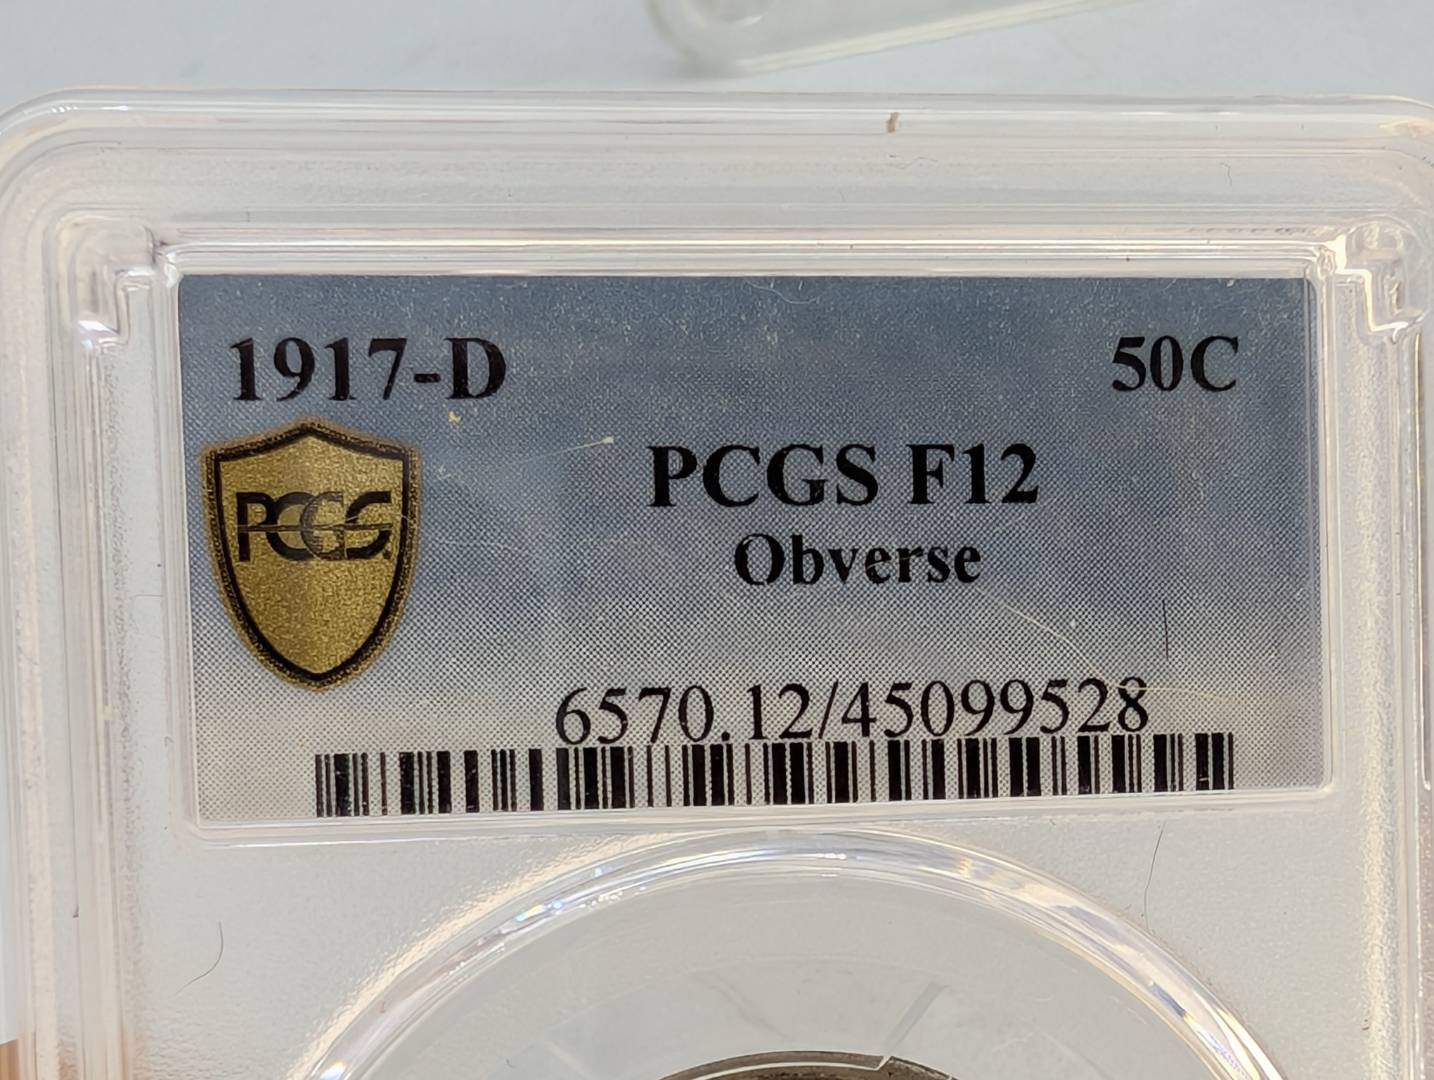 1917-D 50C
PCGS F12
PCGS
Obverse
6570.12/45099528